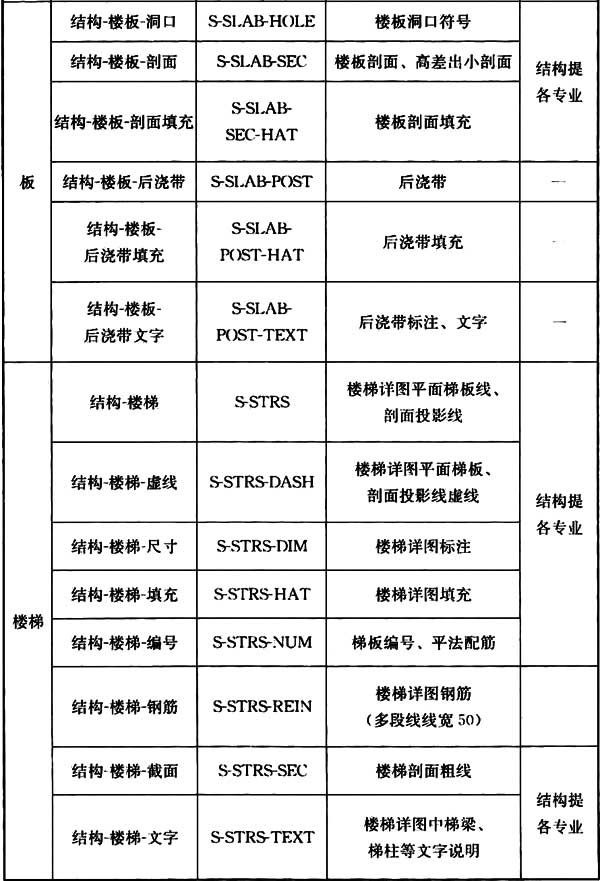 结构-楼板-洞口 S-SLAB-HOLE 楼板洞口符号
结构-楼板-剖面 S-SLAB-SEC 楼板剖面、高差出小剖面
结构提
各专业
结构-楼板-剖面填充
S-SLAB-
SEC-HAT
楼板剖面填充
板
结构-楼板-后浇带 S-SLAB-POST 后浇带 —
结构-楼板-
后浇带填充
S-SLAB-
POST-HAT
后浇带填充
结构-楼板-
后浇带文字
S-SLAB-
POST-TEXT
后浇带标注、文字 —
楼梯
结构-楼梯 S-STRS
楼梯详图平面梯板线、
剖面投影线
结构-楼梯-虚线 S-STRS-DASH
楼梯详图平面梯板、
剖面投影线虚线
结构提
各专业
结构-楼梯-尺寸 S-STRS-DIM 楼梯详图标注
结构-楼梯-填充 S-STRS-HAT 楼梯详图填充
结构-楼梯-编号 S-STRS-NUM 梯板编号、平法配筋
结构-楼梯-钢筋 S-STRS-REIN
楼梯详图钢筋
（多段线线宽 50）
结构-楼梯-截面 S-STRS-SEC 楼梯剖面粗线
结构提
各专业
结构-楼梯-文字 S-STRS-TEXT
楼梯详图中梯梁、
梯柱等文字说明